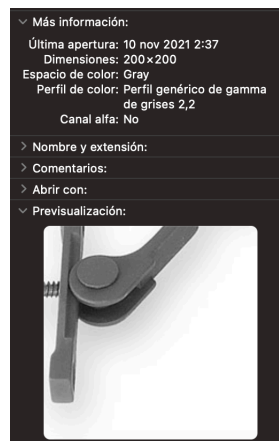 Más información:
Última apertura: 10 nov 2021 2:37
Dimensiones: 200×200
Espacio de color: Gray
Perfil de color: Perfil genérico de gamma
de grises 2,2
Canal alfa: No
Nombre y extensión:
Comentarios:
Abrir con:
Previsualización: